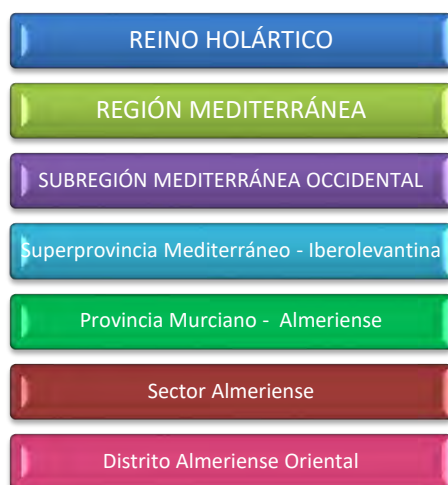 REINO HOLÁRTICO
REGIÓN MEDITERRÁNEA
SUBREGIÓN MEDITERRÁNEA OCCIDENTAL
Superprovincia Mediterráneo - Iberolevantina
Provincia Murciano - Almeriense
Sector Almeriense
Distrito Almeriense Oriental